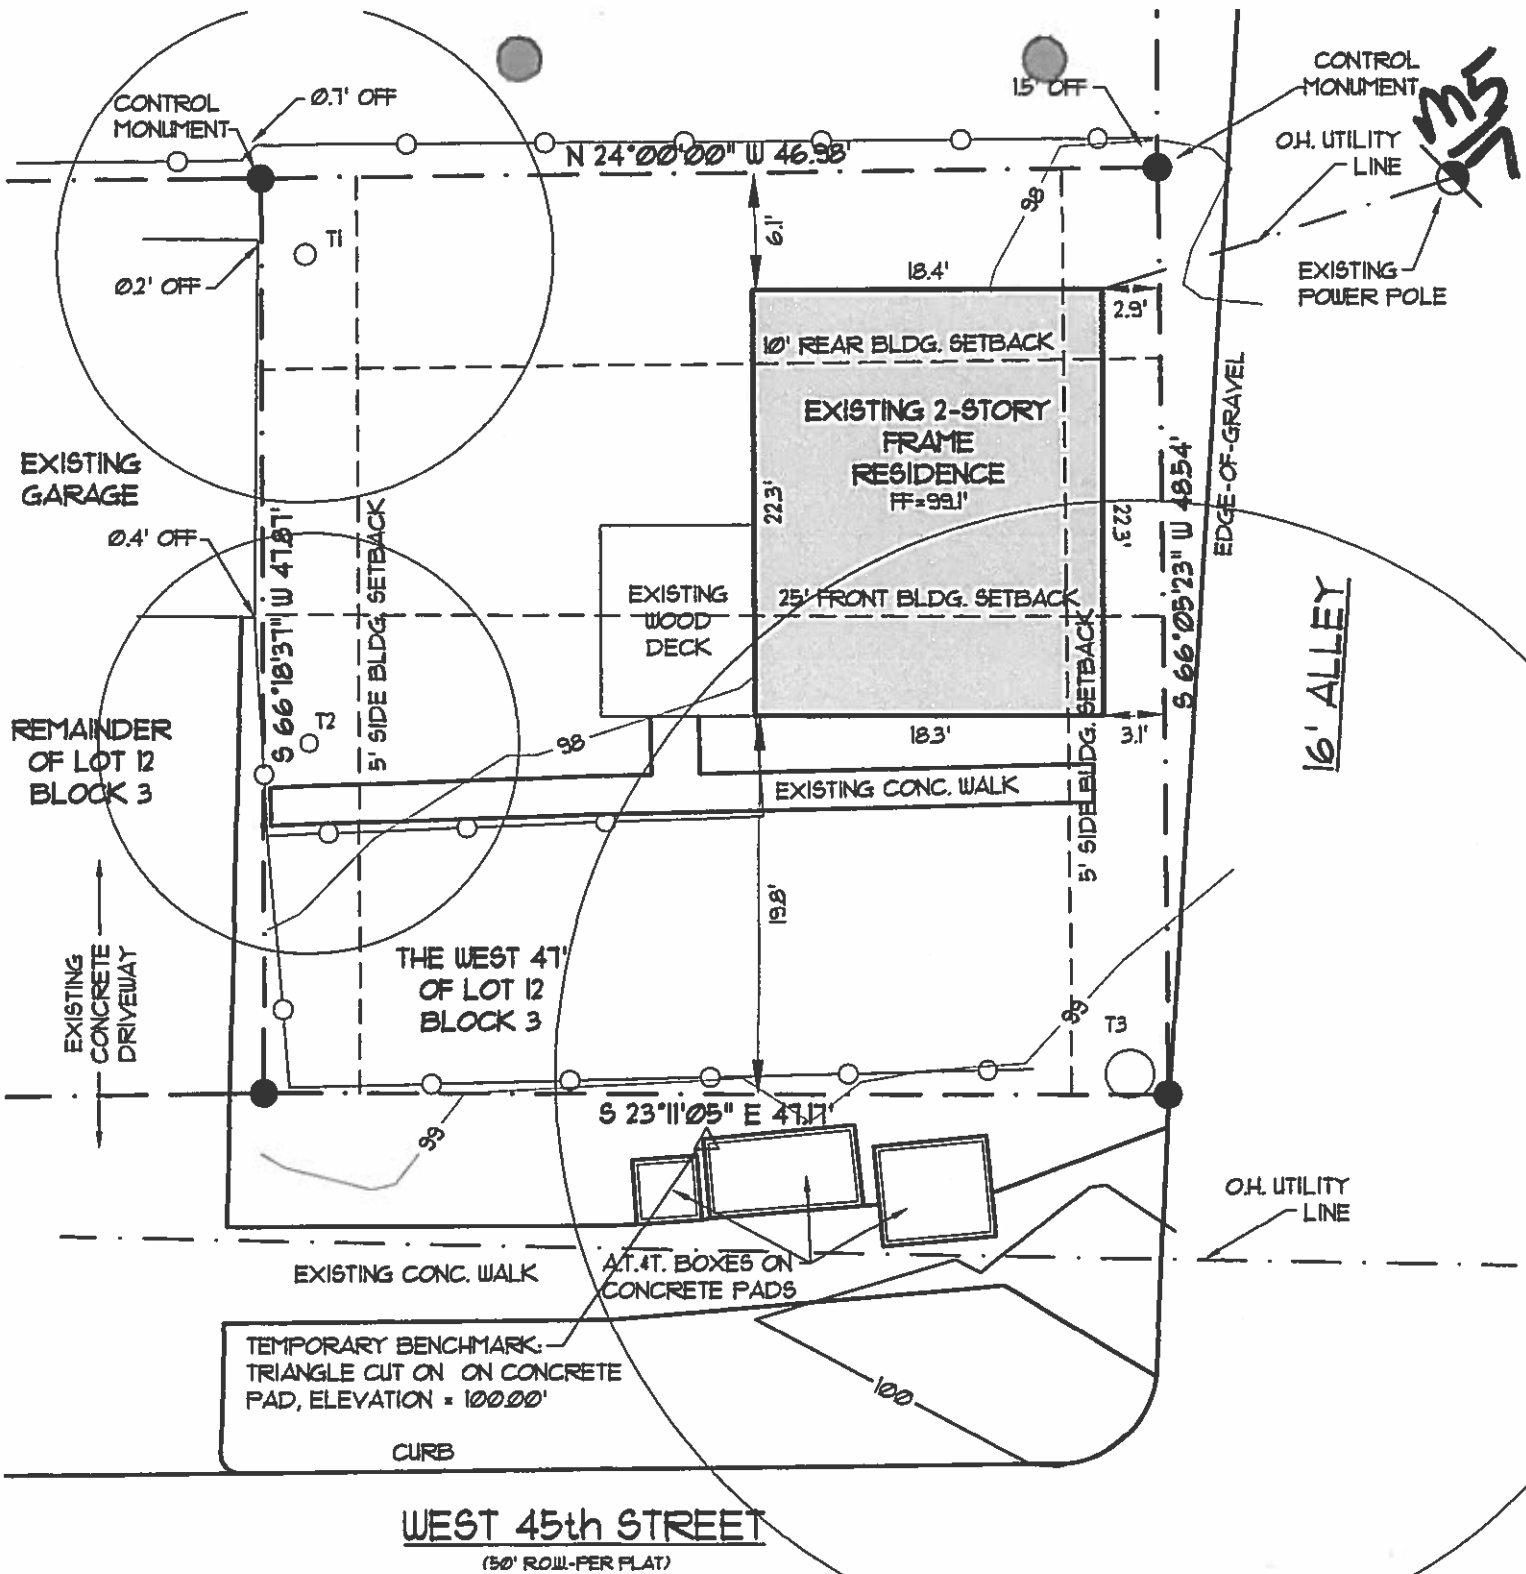 CONTROL
MONUMENT
0.7' OFF
1.5' OFF
CONTROL
MONUMENT
M5
O.H. UTILITY
LINE
EXISTING
POWER POLE
N 24°00'00" W 46.98'
98
6.1'
T1
0.2' OFF
18.4'
2.9'
10' REAR BLDG. SETBACK
EXISTING 2-STORY
FRAME
RESIDENCE
FF=99.1'
EXISTING
GARAGE
0.4' OFF
S 66°18'37" W 47.87'
5' SIDE BLDG. SETBACK
22.3'
22.3'
S 66°05'23" W 48.54'
EDGE-OF-GRAVEL
16' ALLEY
EXISTING
WOOD
DECK
25' FRONT BLDG. SETBACK
5' SIDE BLDG. SETBACK
REMAINDER
OF LOT 12
BLOCK 3
T2
98
18.3'
3.1'
EXISTING CONC. WALK
19.8'
THE WEST 47'
OF LOT 12
BLOCK 3
EXISTING
CONCRETE
DRIVEWAY
99
T3
S 23°11'05" E 47.17'
99
O.H. UTILITY
LINE
EXISTING CONC. WALK
A.T.&T. BOXES ON
CONCRETE PADS
TEMPORARY BENCHMARK:
TRIANGLE CUT ON ON CONCRETE
PAD, ELEVATION = 100.00'
100
CURB
WEST 45th STREET
(50' R.O.W.-PER PLAT)